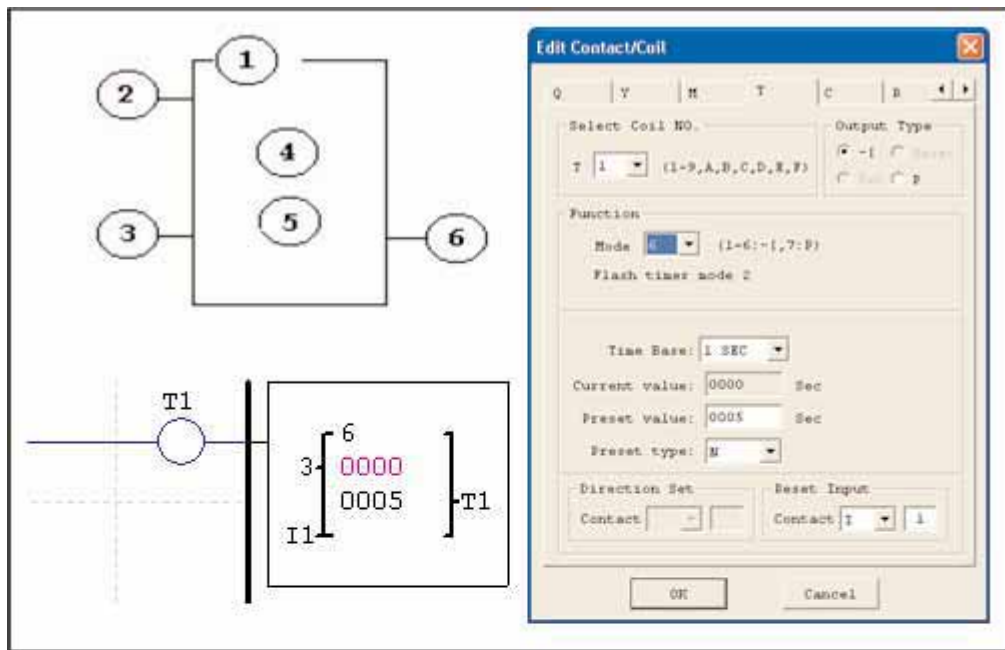 1
2
3
4
5
6
T1
6
3
0000
0005
I1
T1
Edit Contact/Coil
Q Y M T C R
Select Coil NO.
T 1 (1-9,A,B,C,D,E,F)
Output Type
-[
P
Function
Mode 6 (1-6:-[,7:P)
Flash timer mode 2
Time Base: 1 SEC
Current value: 0000 Sec
Preset value: 0005 Sec
Preset type: N
Direction Set
Contact
Reset Input
Contact I 1
OK Cancel